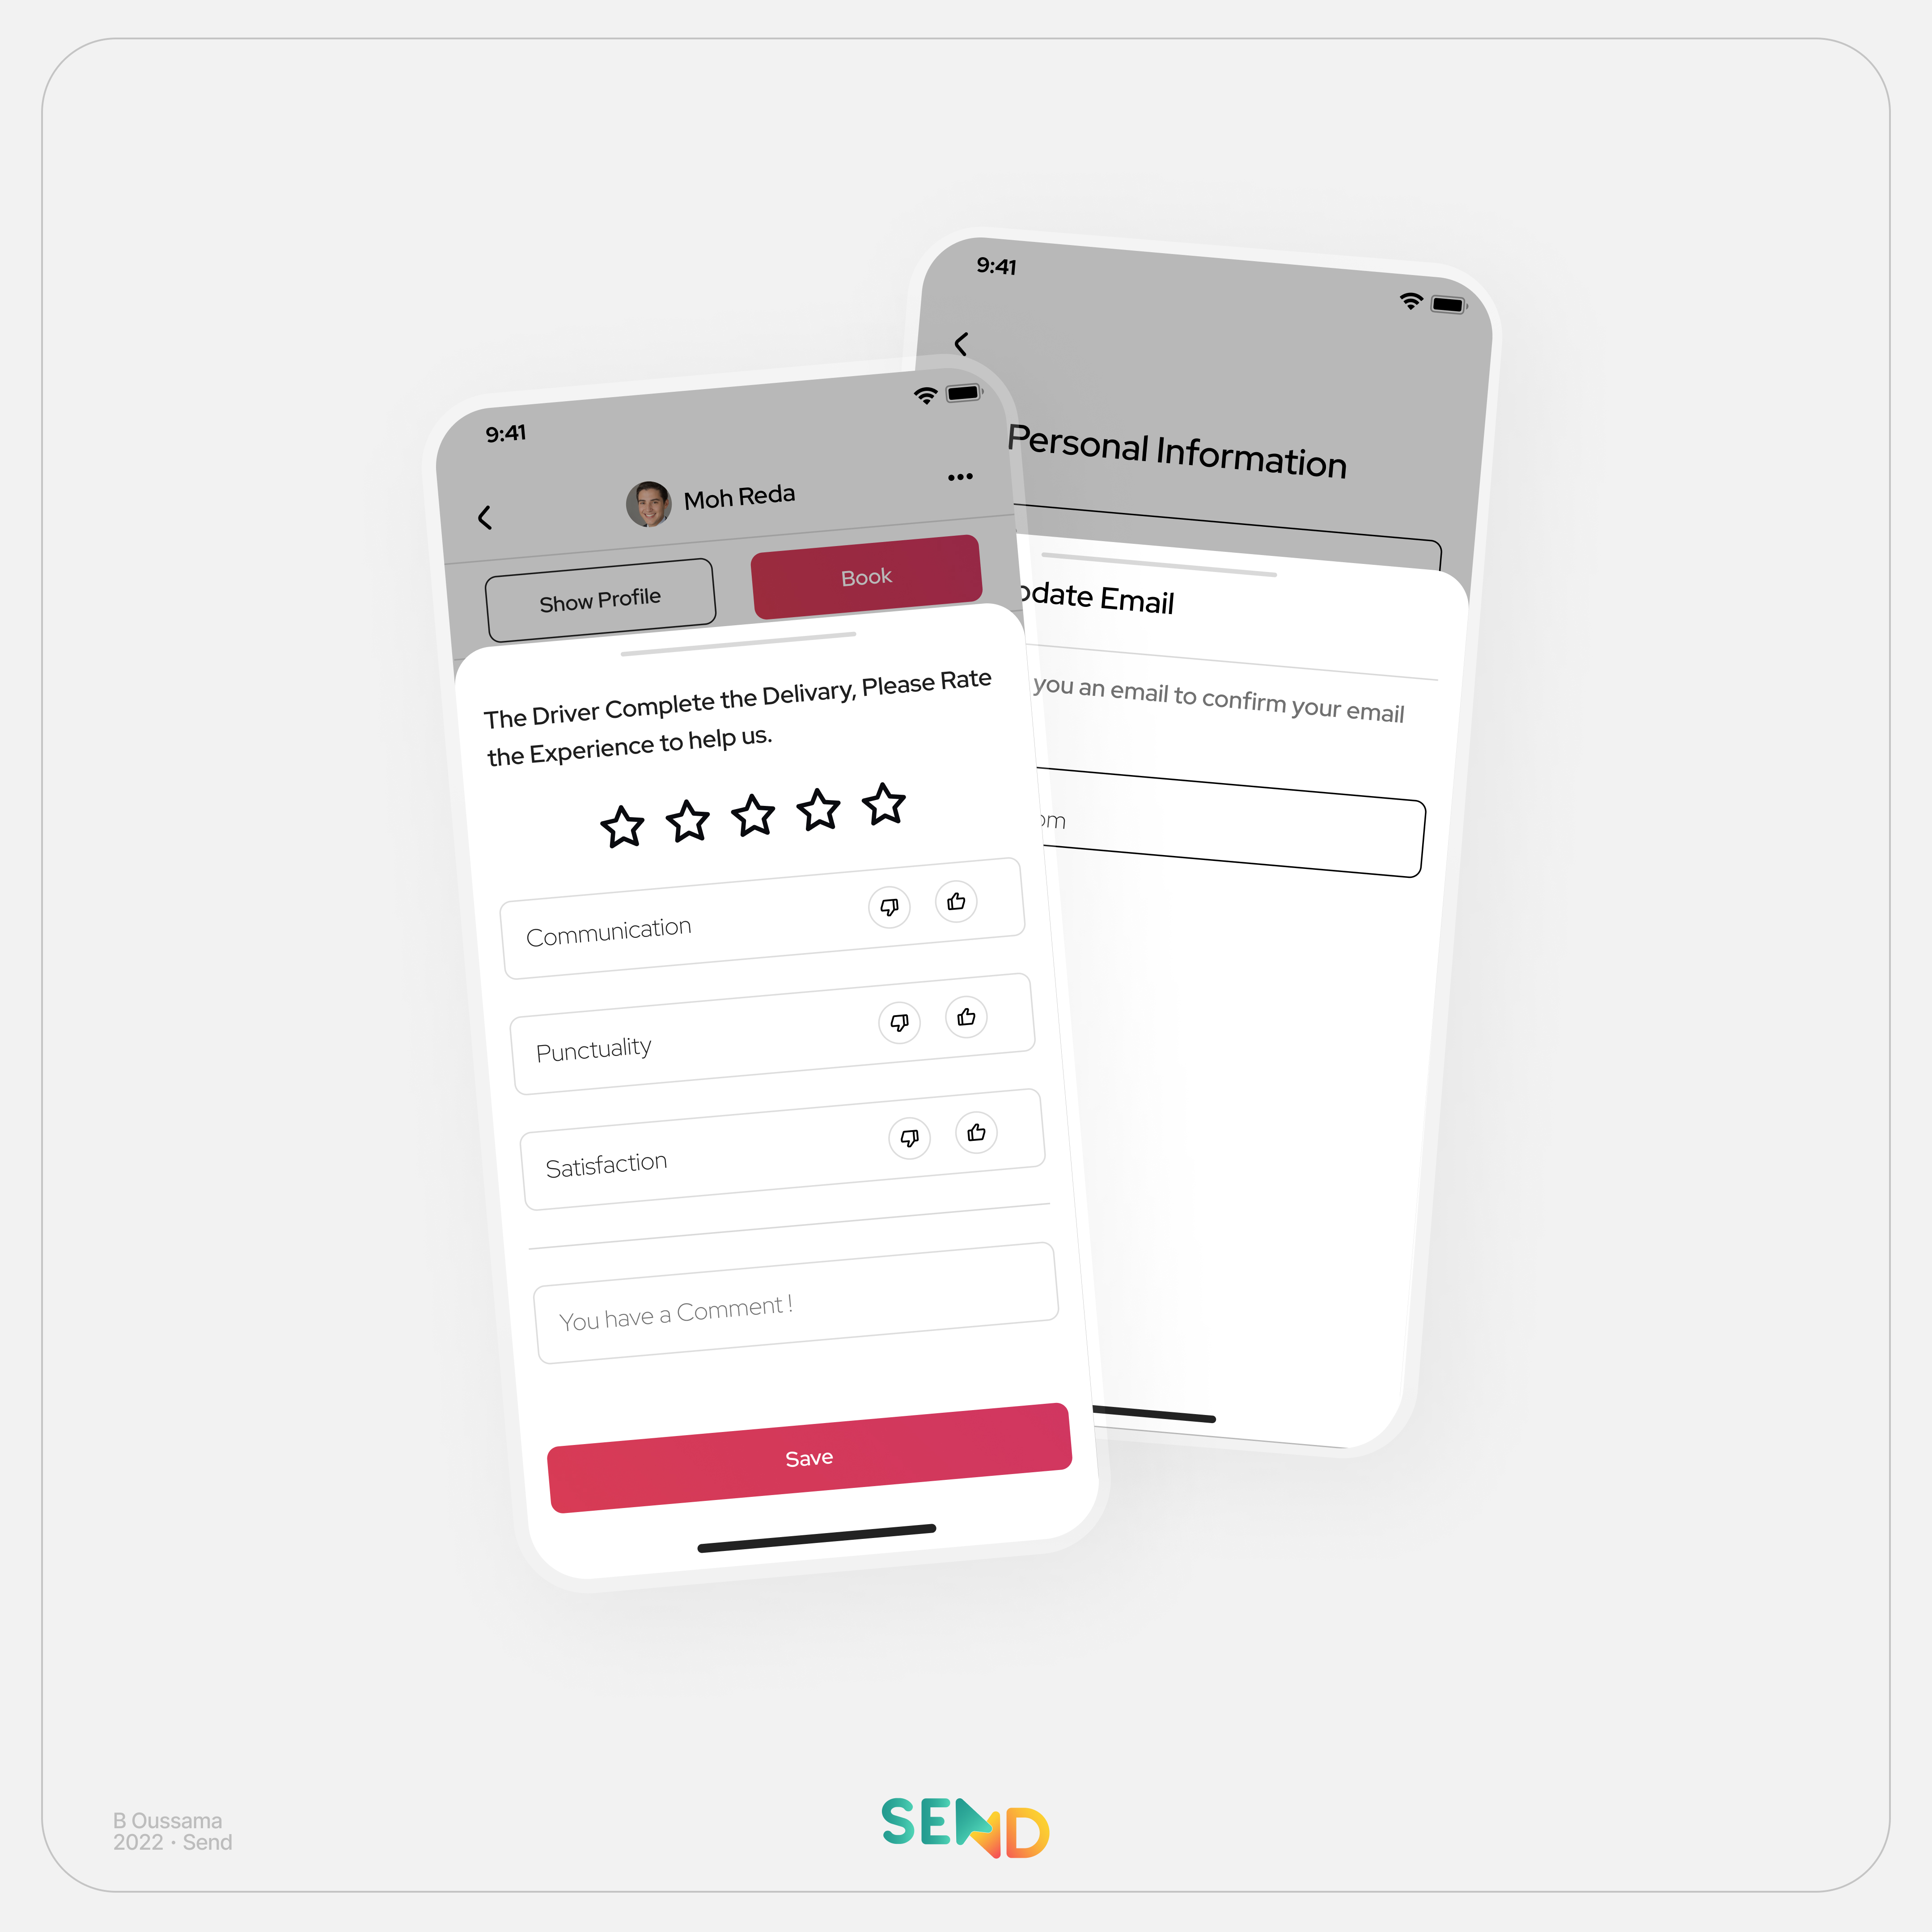 9:41
Personal Information
date Email
you an email to confirm your email
9:41
Moh Reda
Show Profile
Book
The Driver Complete the Delivary, Please Rate
the Experience to help us.
Communication
Punctuality
Satisfaction
You have a Comment !
Save
B Oussama
2022 · Send
SEND